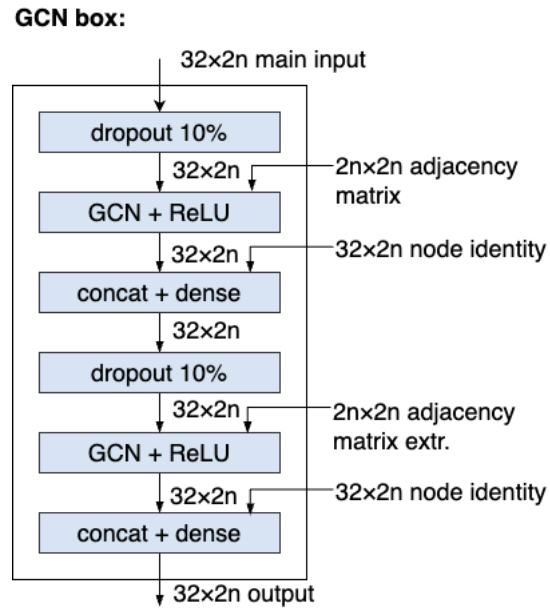 GCN box:
32×2n main input
dropout 10%
32×2n
2n×2n adjacency
matrix
GCN + ReLU
32×2n
32×2n node identity
concat + dense
32×2n
dropout 10%
32×2n
2n×2n adjacency
matrix extr.
GCN + ReLU
32×2n
32×2n node identity
concat + dense
32×2n output